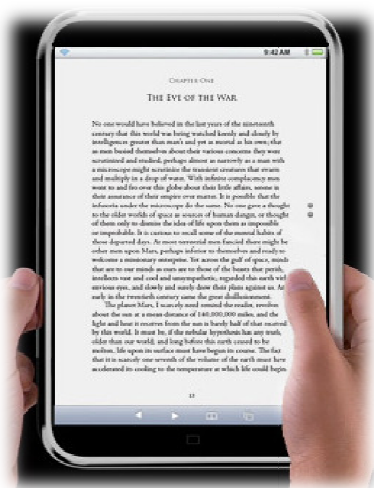 9:42 AM
Chapter One
The Eve of the War
No one would have believed in the last years of the nineteenth
century that this world was being watched keenly and closely by
intelligences greater than man's and yet as mortal as his own; that
as men busied themselves about their various concerns they were
scrutinized and studied, perhaps almost as narrowly as a man with
a microscope might scrutinize the transient creatures that swarm
and multiply in a drop of water. With infinite complacency men
went to and fro over this globe about their little affairs, serene in
their assurance of their empire over matter. It is possible that the
infusoria under the microscope do the same. No one gave a thought
to the older worlds of space as sources of human danger, or thought
of them only to dismiss the idea of life upon them as impossible
or improbable. It is curious to recall some of the mental habits of
those departed days. At most terrestrial men fancied there might be
other men upon Mars, perhaps inferior to themselves and ready to
welcome a missionary enterprise. Yet across the gulf of space, minds
that are to our minds as ours are to those of the beasts that perish,
intellects vast and cool and unsympathetic, regarded this earth with
envious eyes, and slowly and surely drew their plans against us. And
early in the twentieth century came the great disillusionment.
The planet Mars, I scarcely need remind the reader, revolves
about the sun at a mean distance of 140,000,000 miles, and the
light and heat it receives from the sun is barely half of that received
by this world. It must be, if the nebular hypothesis has any truth,
older than our world; and long before this earth ceased to be
molten, life upon its surface must have begun its course. The fact
that it is scarcely one seventh of the volume of the earth must have
accelerated its cooling to the temperature at which life could begin.